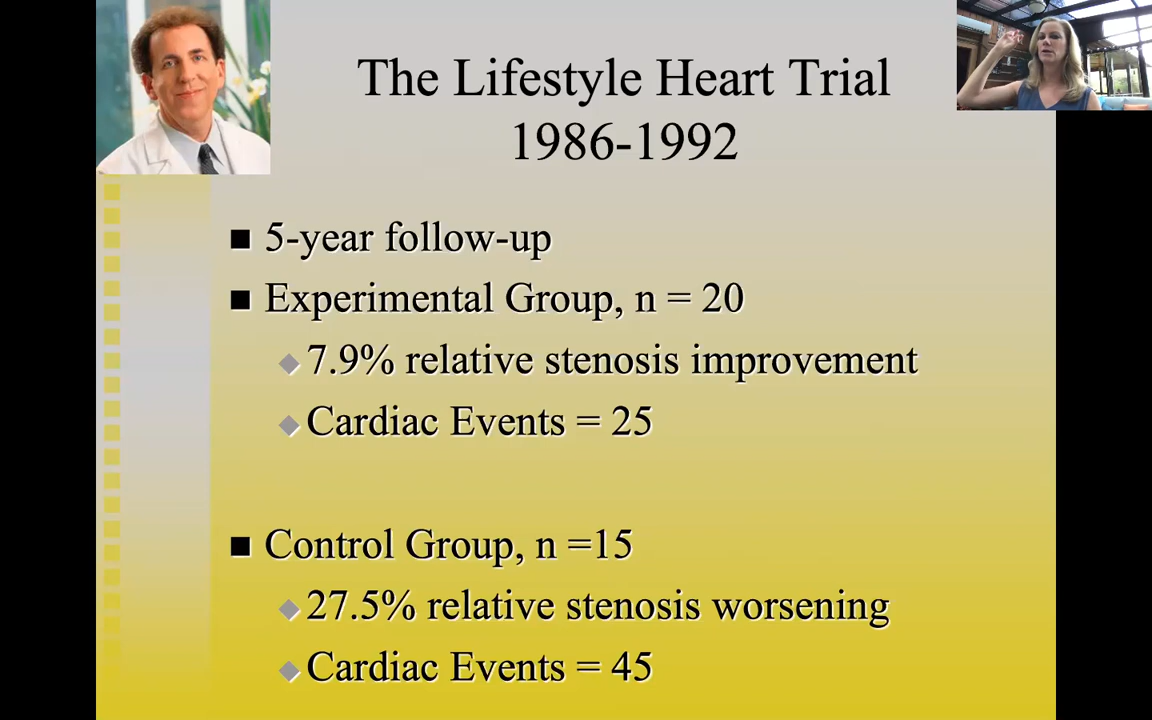 The Lifestyle Heart Trial
1986-1992
5-year follow-up
Experimental Group, n = 20
7.9% relative stenosis improvement
Cardiac Events = 25
Control Group, n =15
27.5% relative stenosis worsening
Cardiac Events = 45